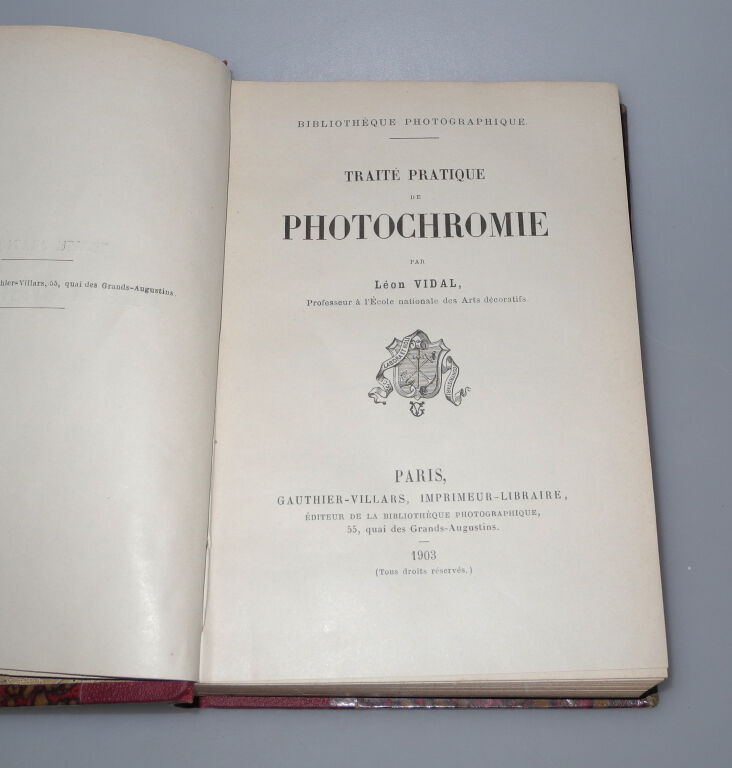 hier-Villars, 55, quai des Grands-Augustins.
BIBLIOTHÈQUE PHOTOGRAPHIQUE.
TRAITÉ PRATIQUE
DE
PHOTOCHROMIE
PAR
Léon VIDAL,
Professeur à l'École nationale des Arts décoratifs.
PARIS,
GAUTHIER-VILLARS, IMPRIMEUR-LIBRAIRE,
ÉDITEUR DE LA BIBLIOTHÈQUE PHOTOGRAPHIQUE,
55, quai des Grands-Augustins.
1903
(Tous droits réservés.)